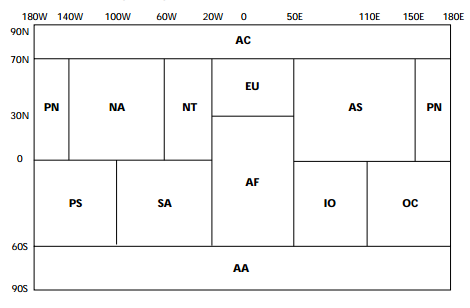 180W 140W 100W 60W 20W 0 50E 110E 150E 180E
90N
AC
70N
EU
PN NA NT AS PN
30N
0
AF
PS SA IO OC
60S
AA
90S